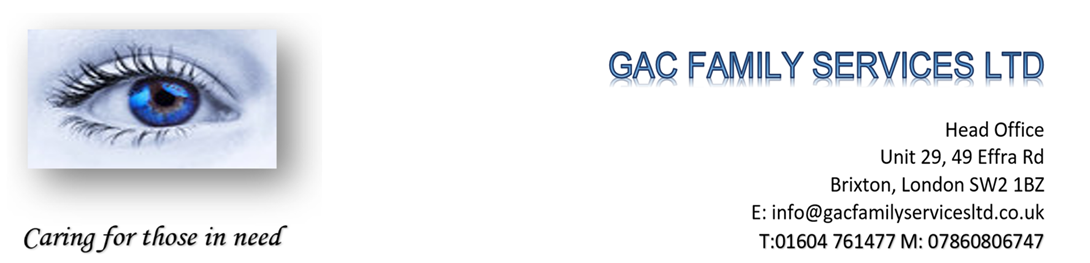 GAC FAMILY SERVICES LTD
Head Office
Unit 29, 49 Effra Rd
Brixton, London SW2 1BZ
E: info@gacfamilyservicesltd.co.uk
T:01604 761477 M: 07860806747
Caring for those in need